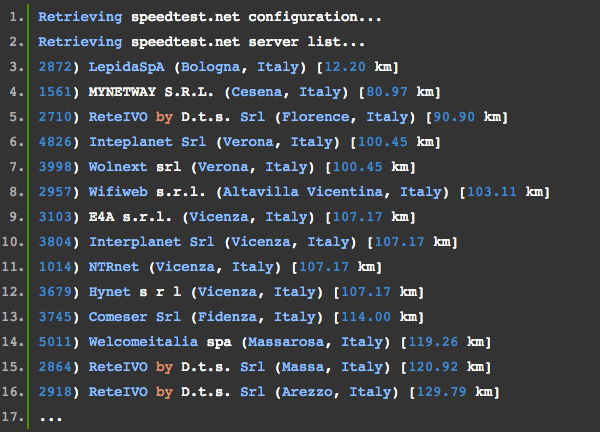 1. Retrieving speedtest.net configuration...
2. Retrieving speedtest.net server list...
3. 2872) LepidaSpA (Bologna, Italy) [12.20 km]
4. 1561) MYNETWAY S.R.L. (Cesena, Italy) [80.97 km]
5. 2710) ReteIVO by D.t.s. Srl (Florence, Italy) [90.90 km]
6. 4826) Inteplanet Srl (Verona, Italy) [100.45 km]
7. 3998) Wolnext srl (Verona, Italy) [100.45 km]
8. 2957) Wifiweb s.r.l. (Altavilla Vicentina, Italy) [103.11 km]
9. 3103) E4A s.r.l. (Vicenza, Italy) [107.17 km]
10. 3804) Interplanet Srl (Vicenza, Italy) [107.17 km]
11. 1014) NTRnet (Vicenza, Italy) [107.17 km]
12. 3679) Hynet s r l (Vicenza, Italy) [107.17 km]
13. 3745) Comeser Srl (Fidenza, Italy) [114.00 km]
14. 5011) Welcomeitalia spa (Massarosa, Italy) [119.26 km]
15. 2864) ReteIVO by D.t.s. Srl (Massa, Italy) [120.92 km]
16. 2918) ReteIVO by D.t.s. Srl (Arezzo, Italy) [129.79 km]
17. ...